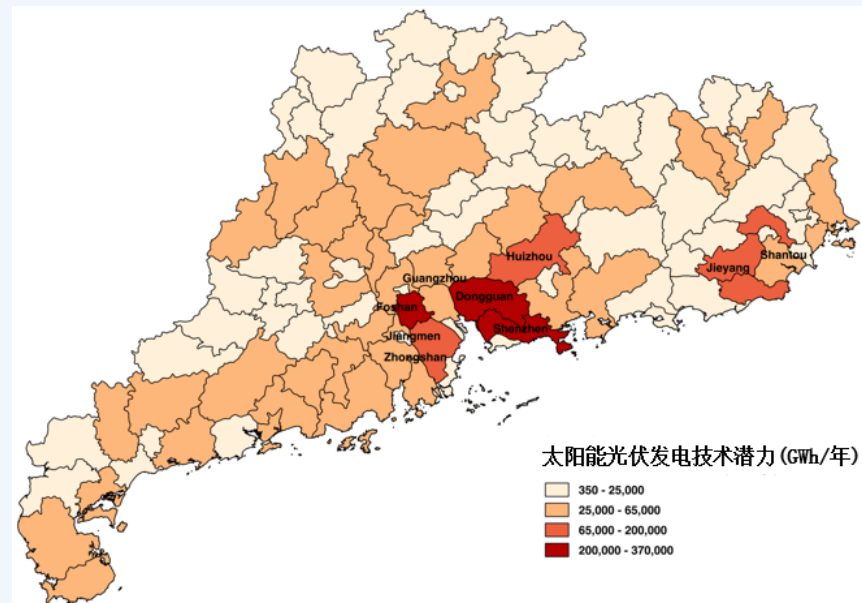 Huizhou
Shantou
Jieyang
Guangzhou
Dongguan
Foshan
Shenzhen
Jiengmen
Zhongshan
太阳能光伏发电技术潜力(GWh/年)
350 - 25,000
25,000 - 65,000
65,000 - 200,000
200,000 - 370,000